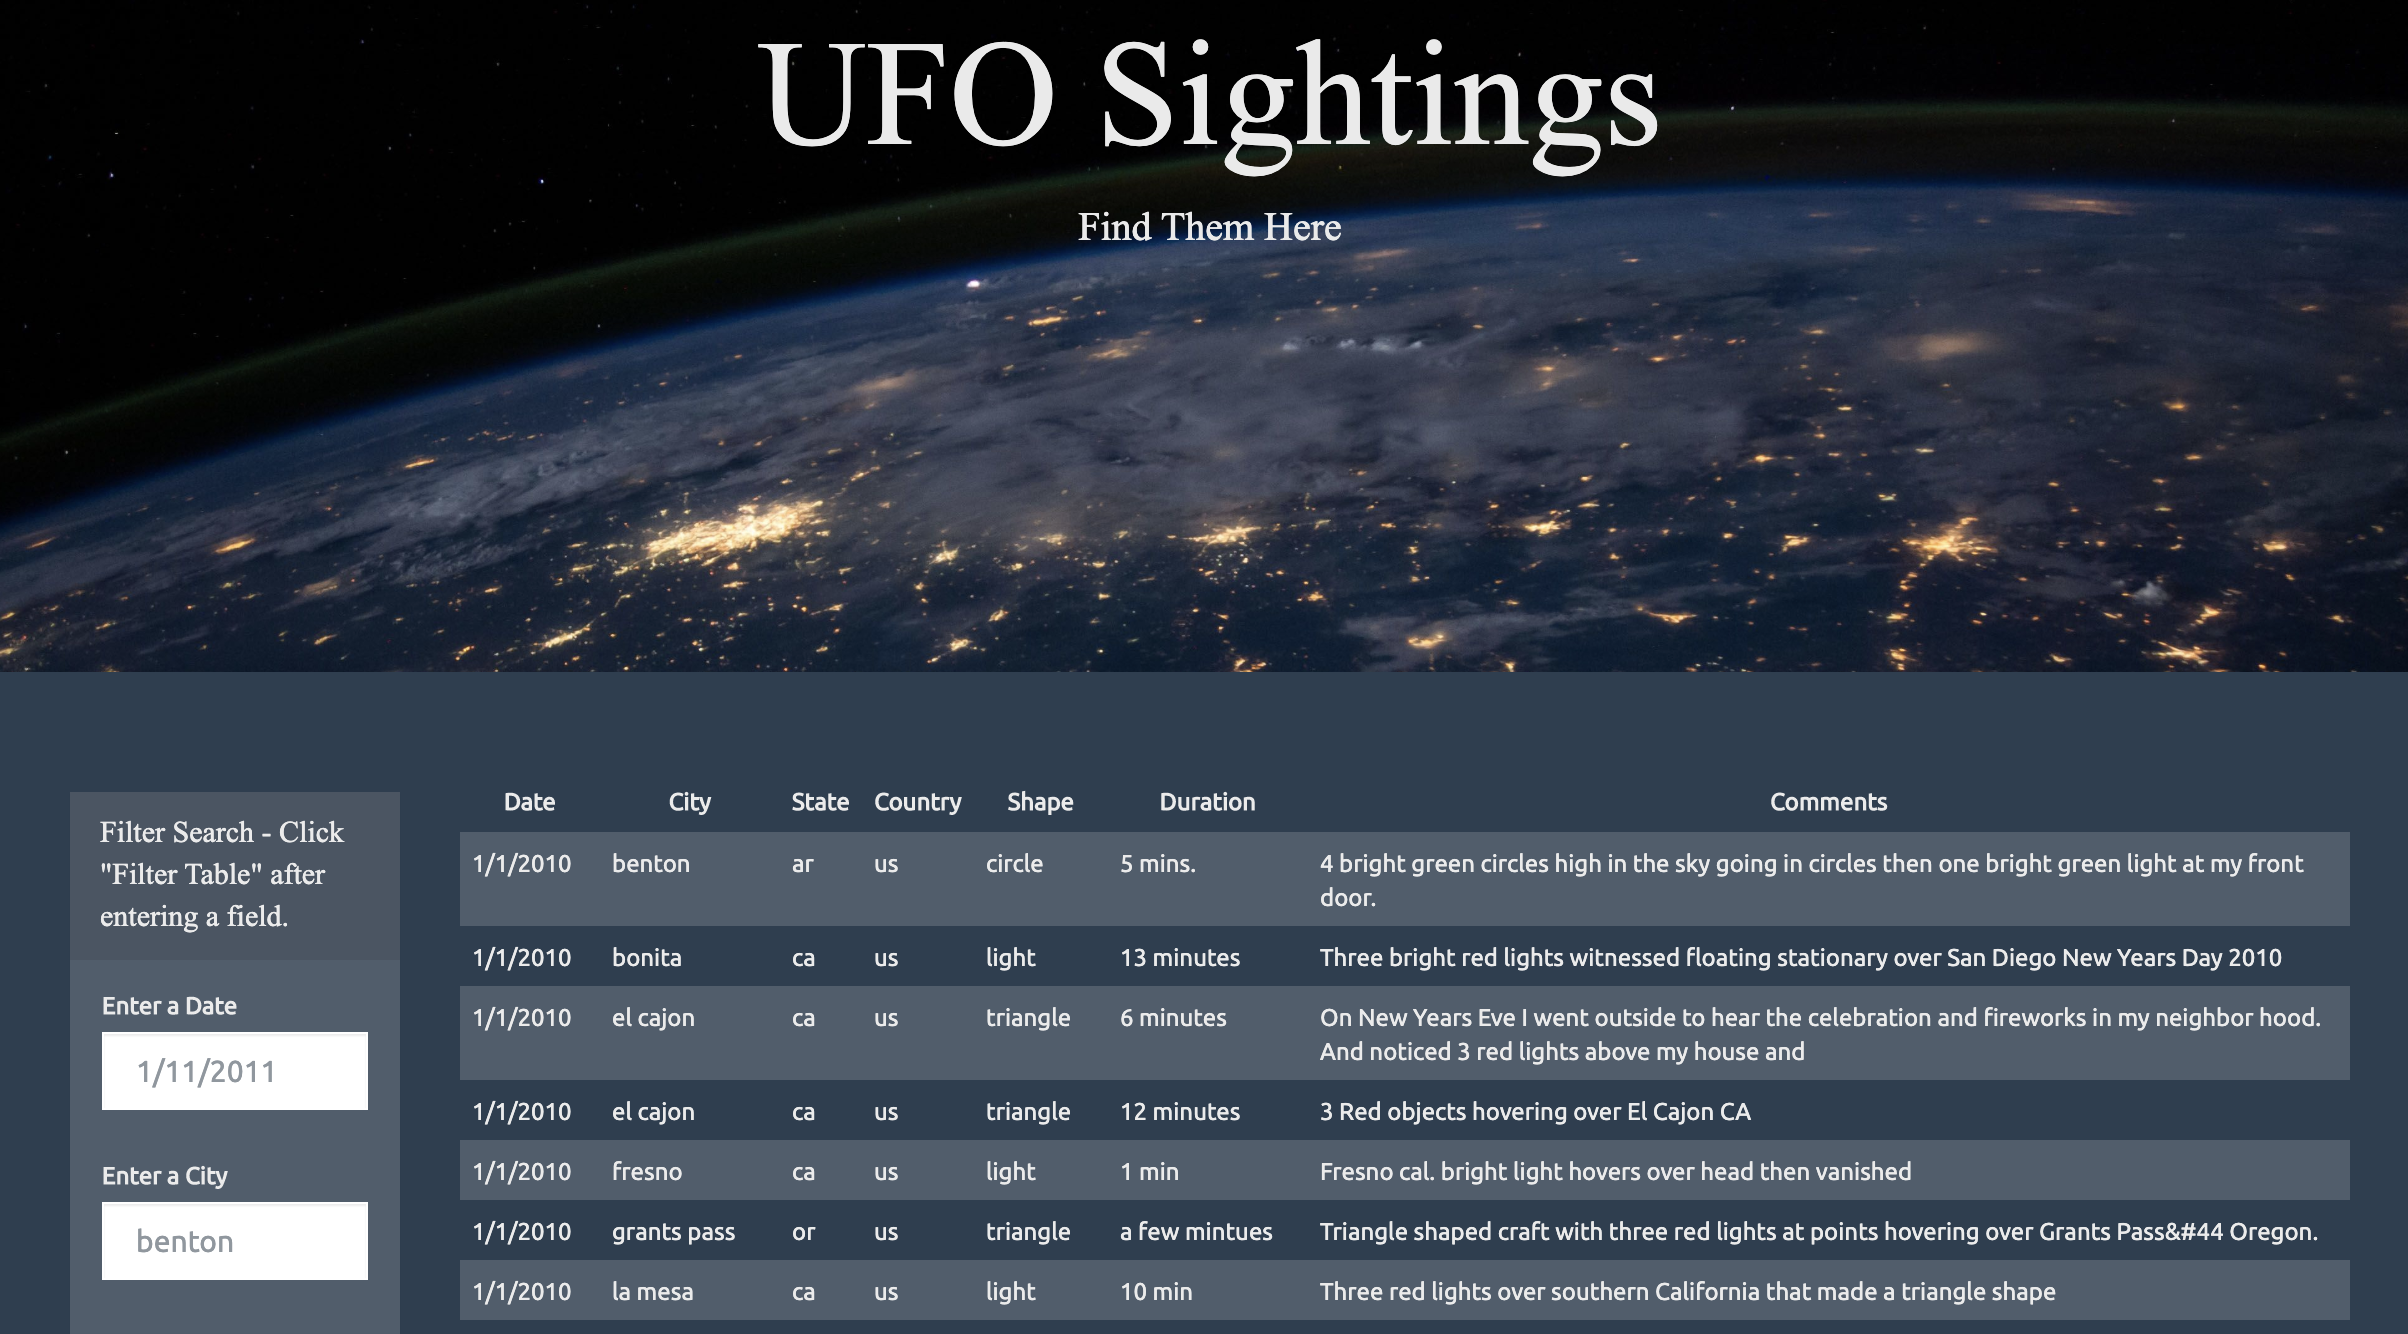 UFO Sightings
Find Them Here
Filter Search - Click
"Filter Table" after
entering a field.
Enter a Date
1/11/2011
Enter a City
benton
Date City State Country Shape Duration Comments
1/1/2010 benton ar us circle 5 mins. 4 bright green circles high in the sky going in circles then one bright green light at my front
door.
1/1/2010 bonita ca us light 13 minutes Three bright red lights witnessed floating stationary over San Diego New Years Day 2010
1/1/2010 el cajon ca us triangle 6 minutes On New Years Eve I went outside to hear the celebration and fireworks in my neighbor hood.
And noticed 3 red lights above my house and
1/1/2010 el cajon ca us triangle 12 minutes 3 Red objects hovering over El Cajon CA
1/1/2010 fresno ca us light 1 min Fresno cal. bright light hovers over head then vanished
1/1/2010 grants pass or us triangle a few mintues Triangle shaped craft with three red lights at points hovering over Grants Pass&#44 Oregon.
1/1/2010 la mesa ca us light 10 min Three red lights over southern California that made a triangle shape